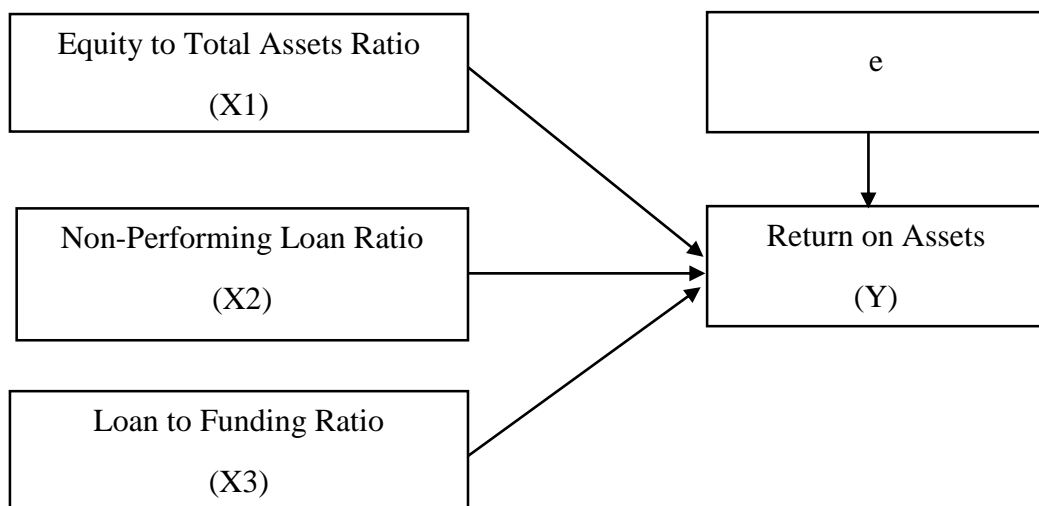 Equity to Total Assets Ratio
(X1)
e
Non-Performing Loan Ratio
(X2)
Return on Assets
(Y)
Loan to Funding Ratio
(X3)